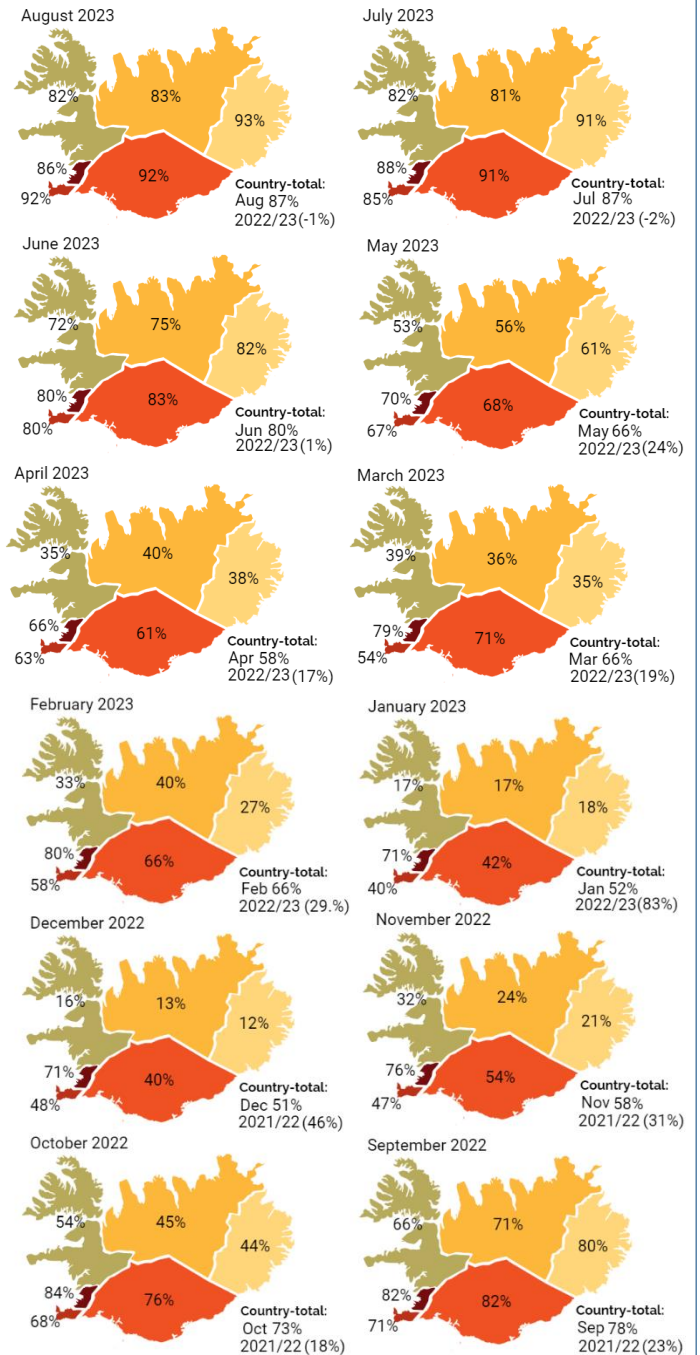 August 2023
82%
83%
93%
86%
92%
92%
Country-total:
Aug 87%
2022/23(-1%)
July 2023
82%
81%
91%
88%
91%
85%
Country-total:
Jul 87%
2022/23 (-2%)
June 2023
72%
75%
82%
80%
83%
80%
Country-total:
Jun 80%
2022/23(1%)
May 2023
53%
56%
61%
70%
68%
67%
Country-total:
May 66%
2022/23(24%)
April 2023
35%
40%
38%
66%
61%
63%
Country-total:
Apr 58%
2022/23(17%)
March 2023
39%
36%
35%
79%
71%
54%
Country-total:
Mar 66%
2022/23(19%)
February 2023
33%
40%
27%
80%
66%
58%
Country-total:
Feb 66%
2022/23 (29.%)
January 2023
17%
17%
18%
71%
42%
40%
Country-total:
Jan 52%
2022/23(83%)
December 2022
16%
13%
12%
71%
40%
48%
Country-total:
Dec 51%
2021/22 (46%)
November 2022
32%
24%
21%
76%
54%
47%
Country-total:
Nov 58%
2021/22 (31%)
October 2022
54%
45%
44%
84%
76%
68%
Country-total:
Oct 73%
2021/22 (18%)
September 2022
66%
71%
80%
82%
82%
71%
Country-total:
Sep 78%
2021/22 (23%)